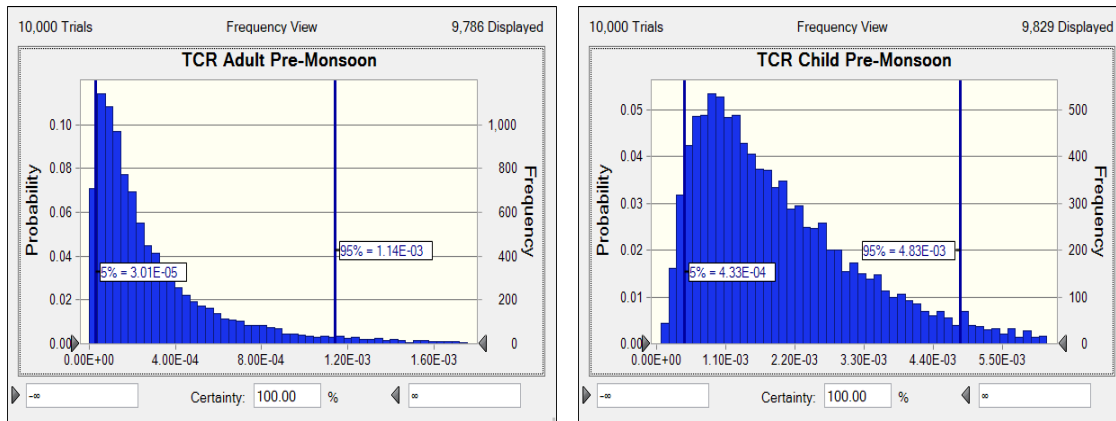 10,000 Trials Frequency View 9,786 Displayed
TCR Adult Pre-Monsoon
Probability
0.10
0.08
0.06
0.04
0.02
0.00
1,000
800
600
400
200
0
Frequency
95% = 1.14E-03
5% = 3.01E-05
0.00E+00 4.00E-04 8.00E-04 1.20E-03 1.60E-03
-∞ Certainty: 100.00 % ∞
10,000 Trials Frequency View 9,829 Displayed
TCR Child Pre-Monsoon
Probability
0.05
0.04
0.03
0.02
0.01
0.00
500
400
300
200
100
0
Frequency
95% = 4.83E-03
5% = 4.33E-04
0.00E+00 1.10E-03 2.20E-03 3.30E-03 4.40E-03 5.50E-03
-∞ Certainty: 100.00 % ∞